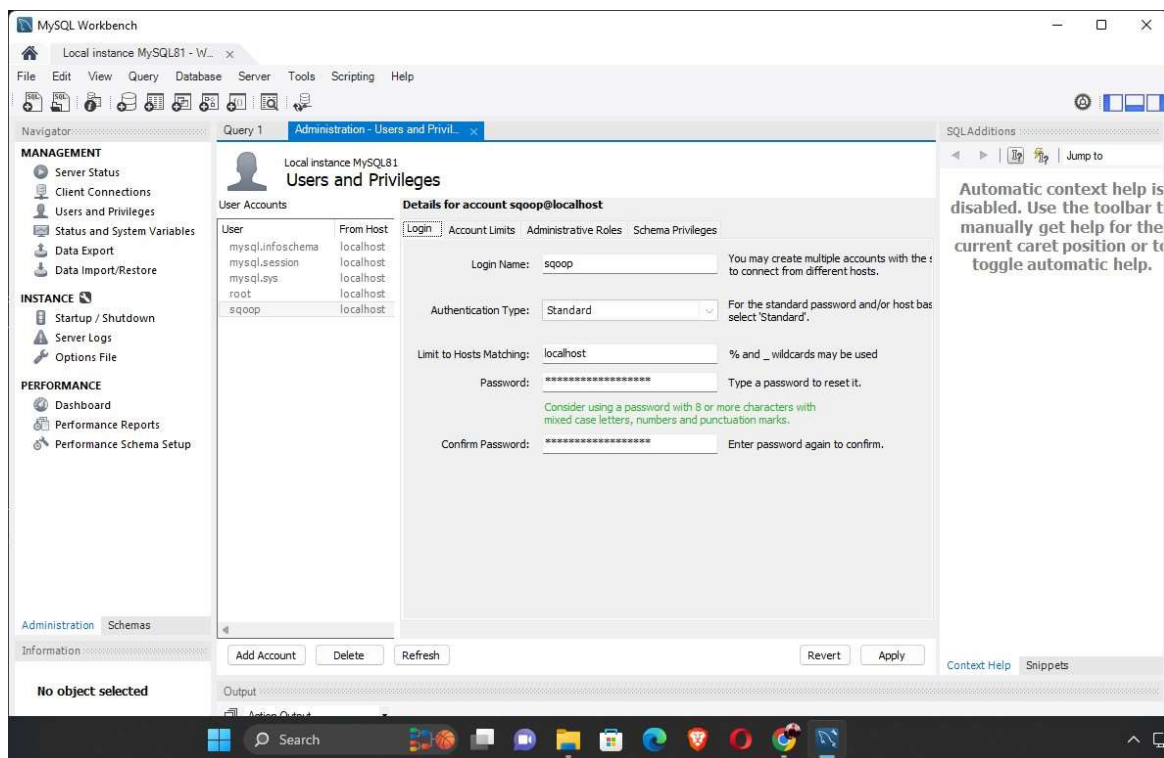 MySQL Workbench
Local instance MySQL81 - W...
File Edit View Query Database Server Tools Scripting Help
Navigator
MANAGEMENT
Server Status
Client Connections
Users and Privileges
Status and System Variables
Data Export
Data Import/Restore
INSTANCE
Startup / Shutdown
Server Logs
Options File
PERFORMANCE
Dashboard
Performance Reports
Performance Schema Setup
Administration Schemas
Information
No object selected
Query 1 Administration - Users and Privil...
Local instance MySQL81
Users and Privileges
User Accounts
User From Host
mysql.infoschema localhost
mysql.session localhost
mysql.sys localhost
root localhost
sqoop localhost
Details for account sqoop@localhost
Login Account Limits Administrative Roles Schema Privileges
Login Name: sqoop You may create multiple accounts with the s
to connect from different hosts.
Authentication Type: Standard For the standard password and/or host bas
select 'Standard'.
Limit to Hosts Matching: localhost % and _ wildcards may be used
Password: ****************** Type a password to reset it.
Consider using a password with 8 or more characters with
mixed case letters, numbers and punctuation marks.
Confirm Password: ****************** Enter password again to confirm.
Add Account Delete Refresh Revert Apply
Output
Action Output
SQLAdditions
Jump to
Automatic context help is
disabled. Use the toolbar t
manually get help for the
current caret position or to
toggle automatic help.
Context Help Snippets
Search